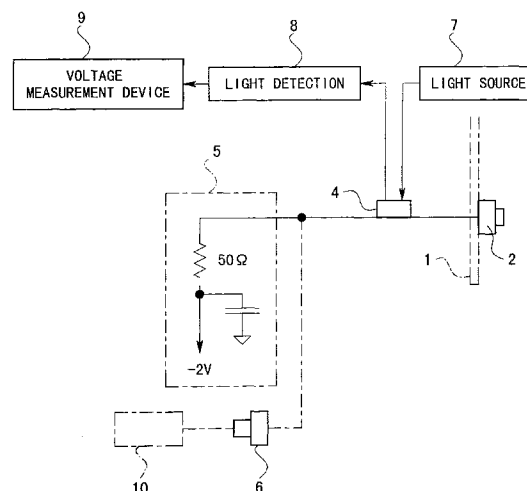 9
8
7
VOLTAGE
MEASUREMENT DEVICE
LIGHT DETECTION
LIGHT SOURCE
5
4
50Ω
1
2
-2V
10
6